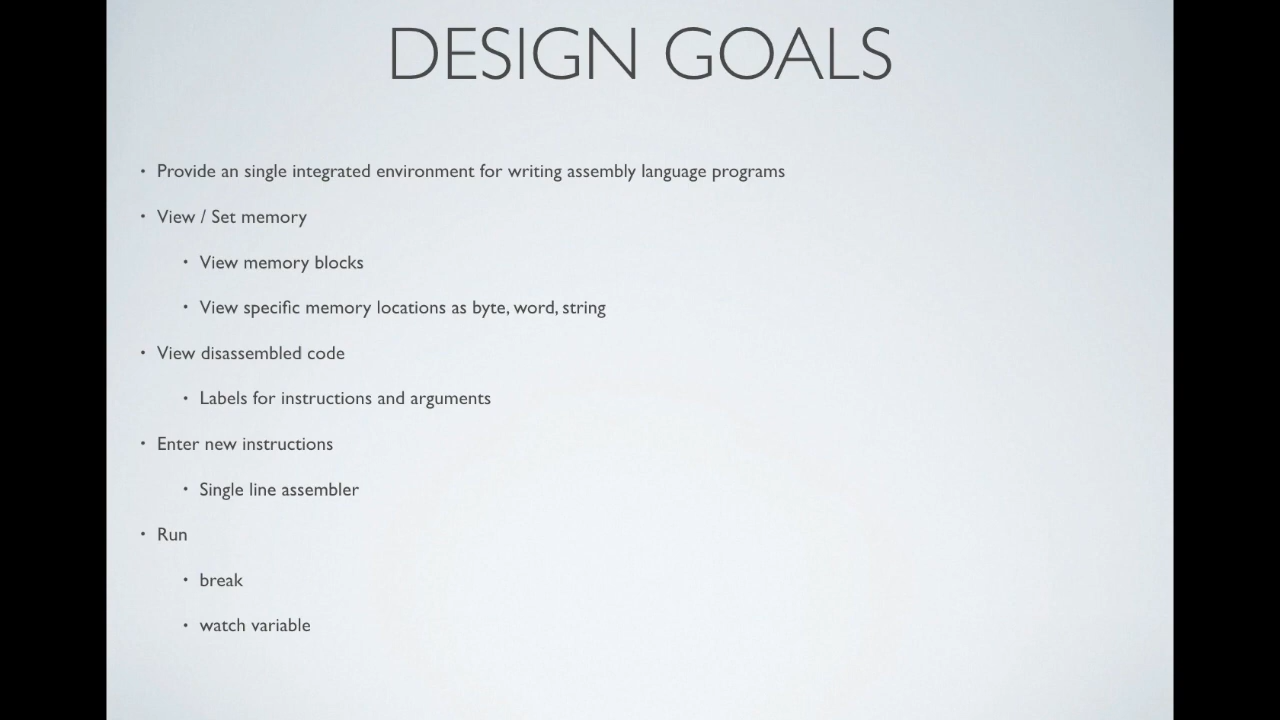 DESIGN GOALS
• Provide an single integrated environment for writing assembly language programs
• View / Set memory
• View memory blocks
• View specific memory locations as byte, word, string
• View disassembled code
• Labels for instructions and arguments
• Enter new instructions
• Single line assembler
• Run
• break
• watch variable